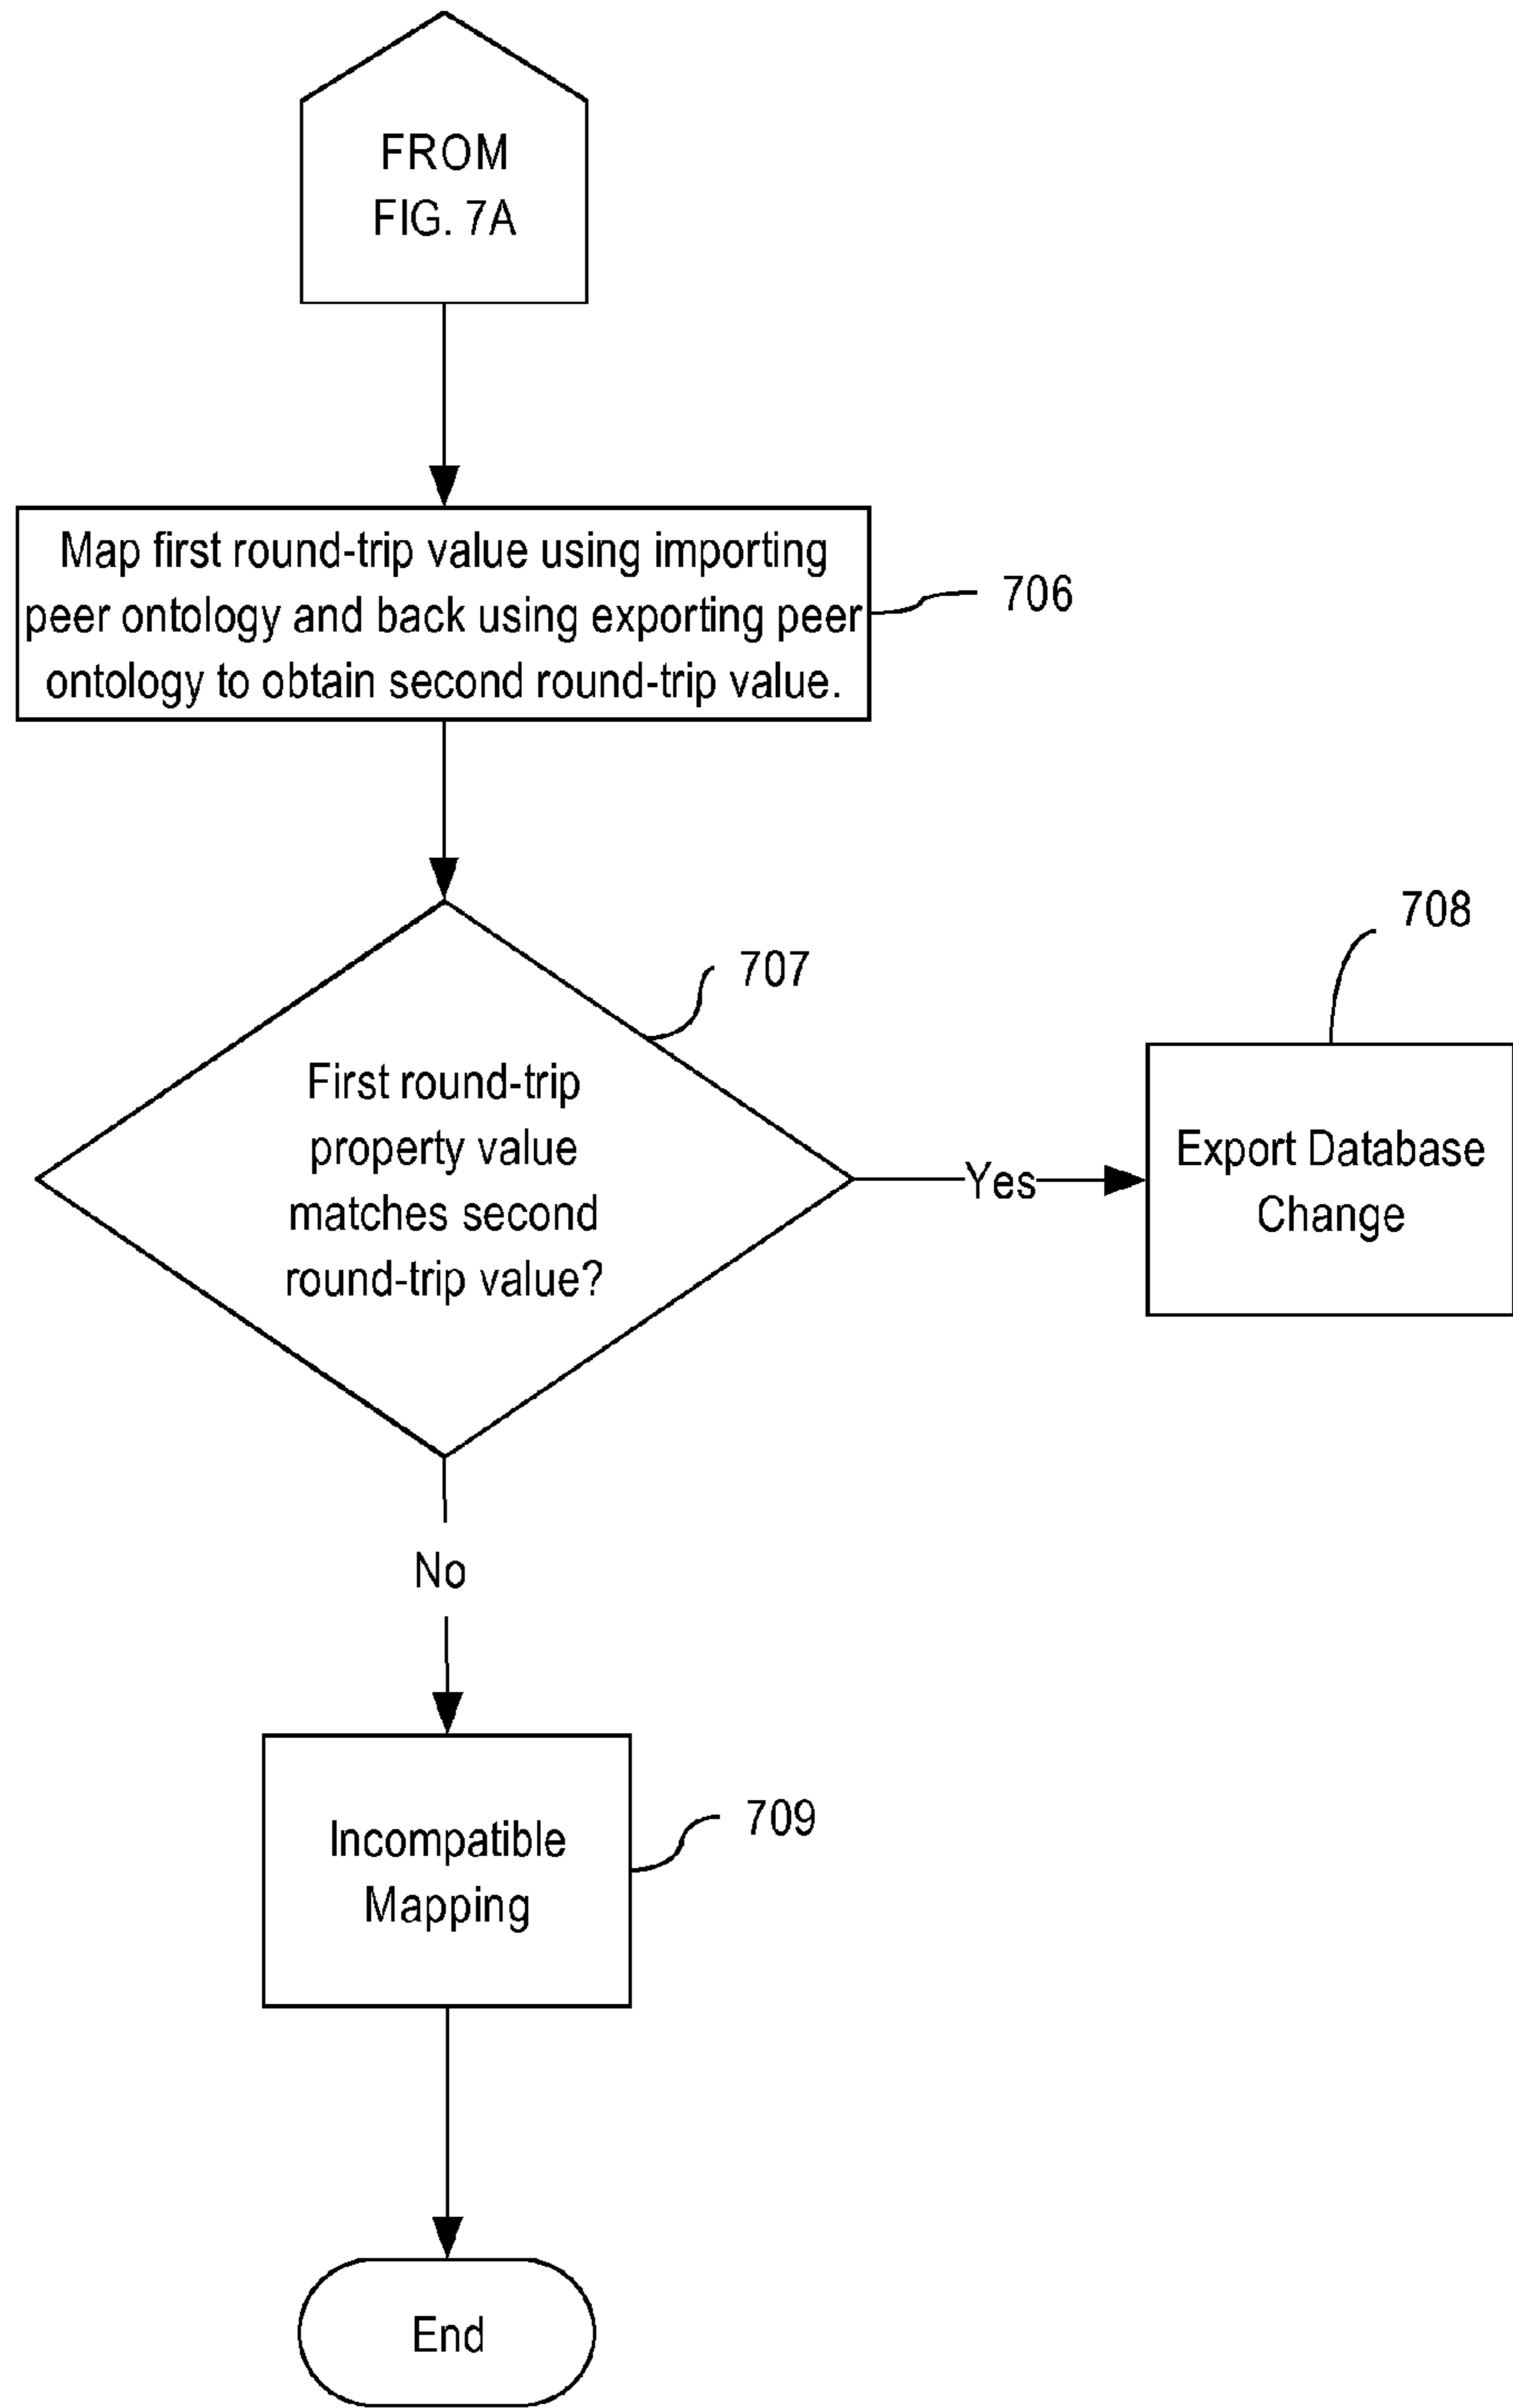 FROM
FIG. 7A
Map first round-trip value using importing
peer ontology and back using exporting peer
ontology to obtain second round-trip value.
706
707
First round-trip
property value
matches second
round-trip value?
Yes
708
Export Database
Change
No
Incompatible
Mapping
709
End